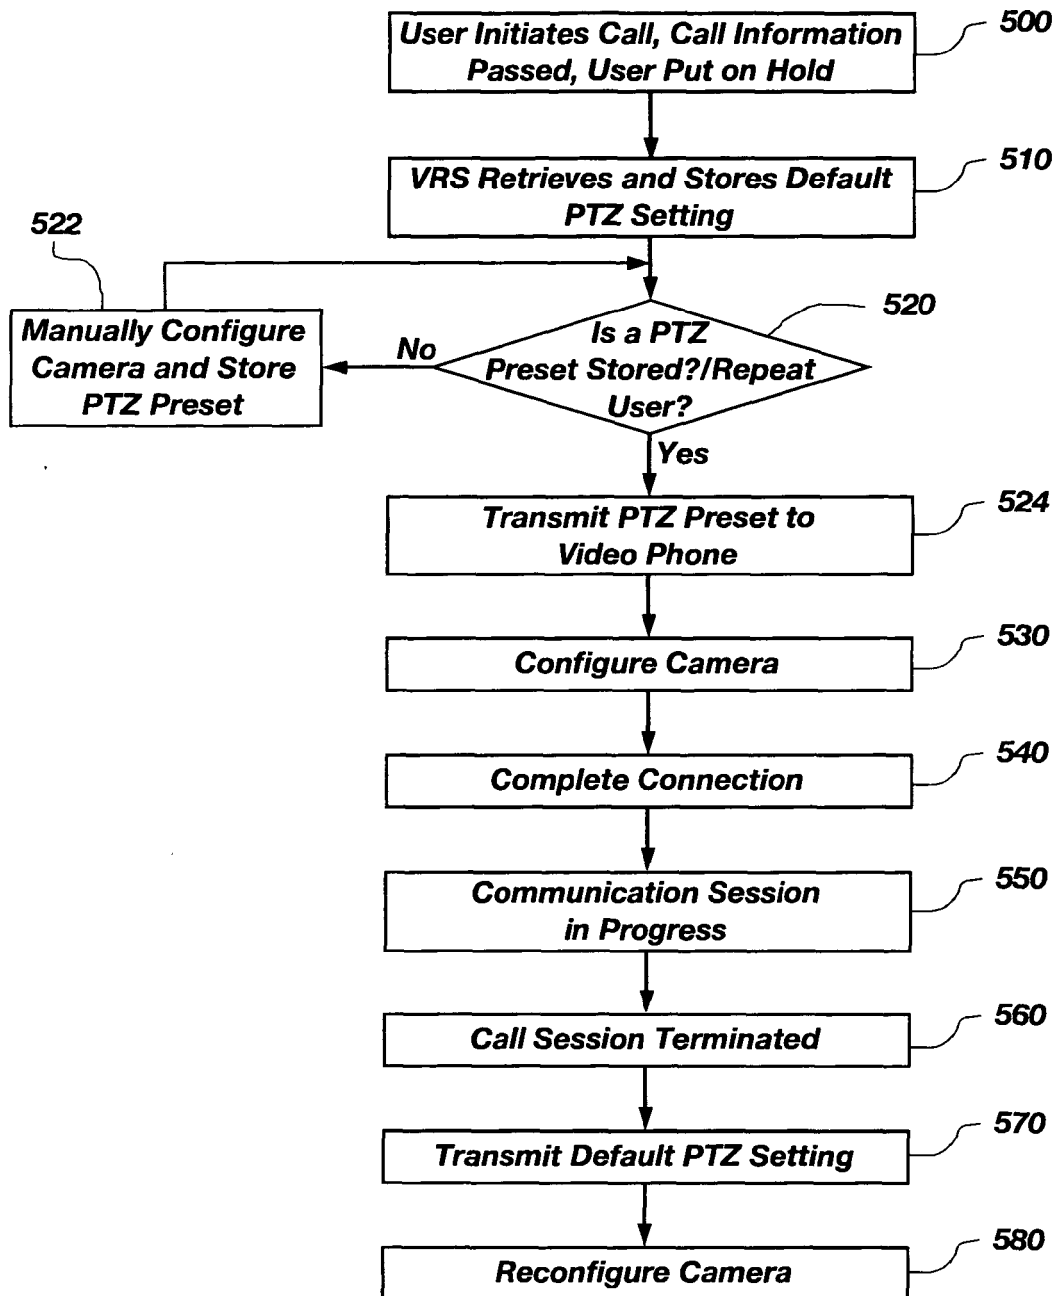 500
User Initiates Call, Call Information
Passed, User Put on Hold
510
VRS Retrieves and Stores Default
PTZ Setting
522
Manually Configure
Camera and Store
PTZ Preset
No
520
Is a PTZ
Preset Stored?/Repeat
User?
Yes
524
Transmit PTZ Preset to
Video Phone
530
Configure Camera
540
Complete Connection
550
Communication Session
in Progress
560
Call Session Terminated
570
Transmit Default PTZ Setting
580
Reconfigure Camera